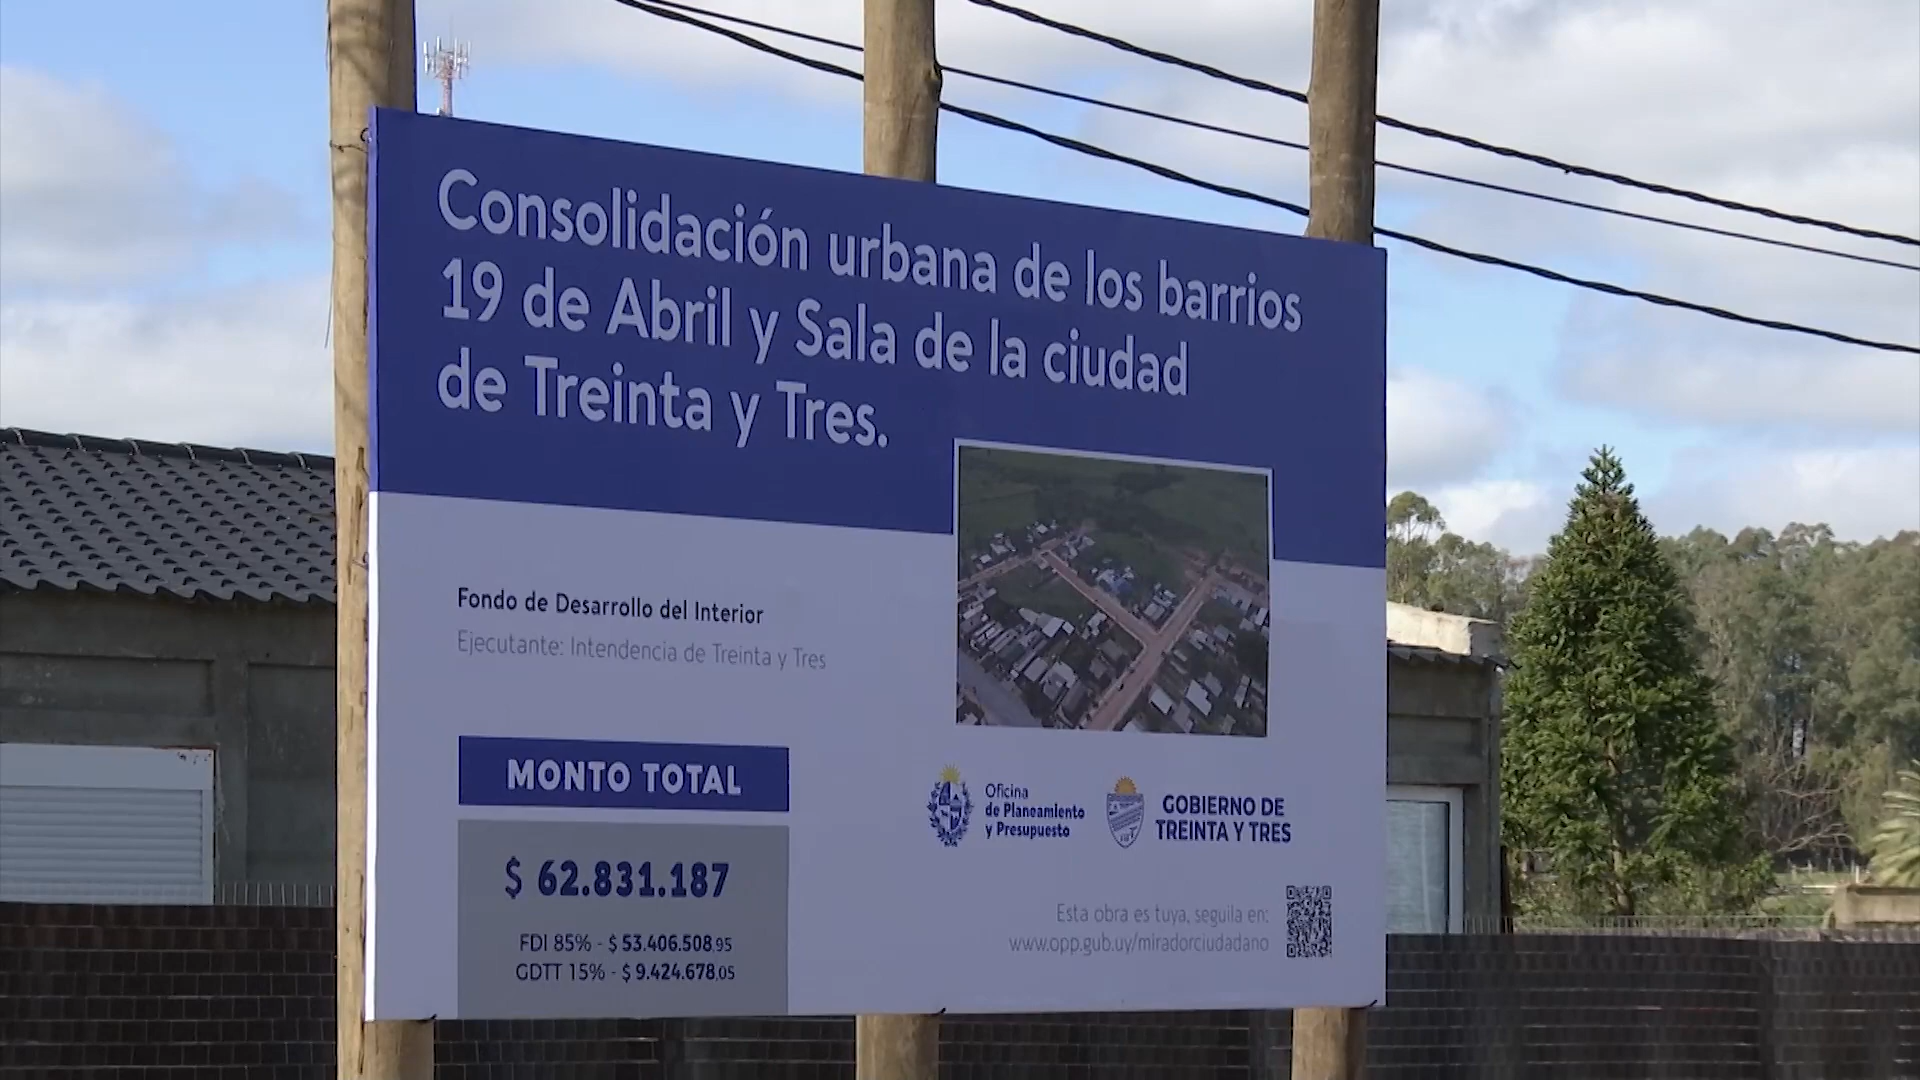 Consolidación urbana de los barrios
19 de Abril y Sala de la ciudad
de Treinta y Tres.
Fondo de Desarrollo del Interior
Ejecutante: Intendencia de Treinta y Tres
MONTO TOTAL
$ 62.831.187
FDI 85% - $ 53.406.508,95
GDTT 15% - $ 9.424.678,05
Oficina
de Planeamiento
y Presupuesto
GOBIERNO DE
TREINTA Y TRES
Esta obra es tuya, seguila en:
www.opp.gub.uy/miradorciudadano